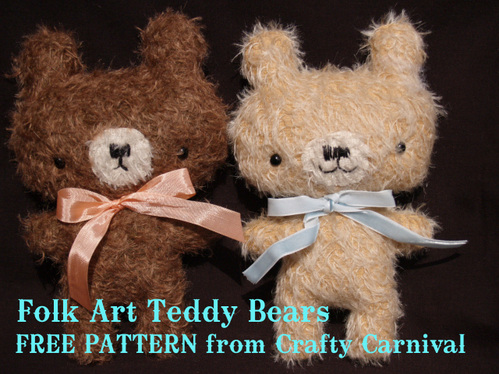 Folk Art Teddy Bears
FREE PATTERN from Crafty Carnival